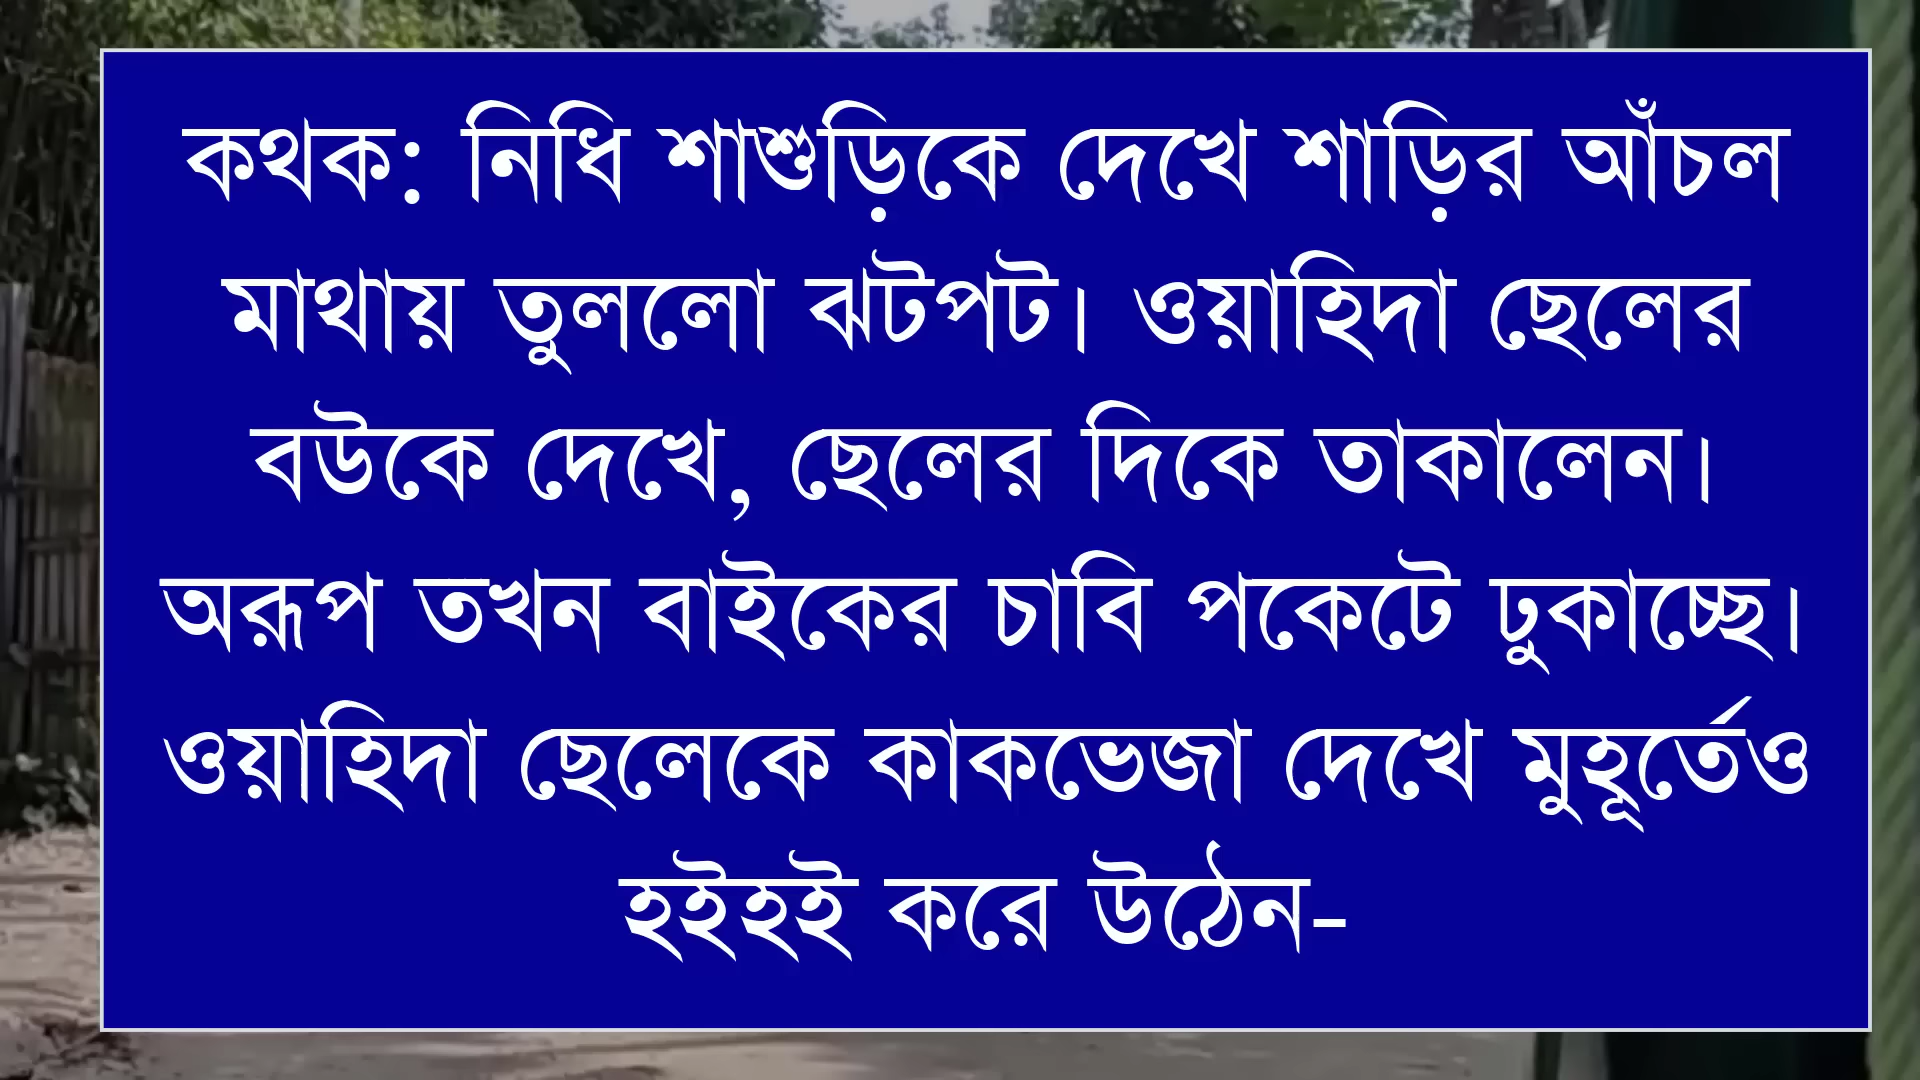 কথক: নিধি শাশুড়িকে দেখে শাড়ির আঁচল
মাথায় তুললো ঝটপট। ওয়াহিদা ছেলের
বউকে দেখে, ছেলের দিকে তাকালেন।
অরূপ তখন বাইকের চাবি পকেটে ঢুকাচ্ছে।
ওয়াহিদা ছেলেকে কাকভেজা দেখে মুহূর্তেও
হইহই করে উঠেন-